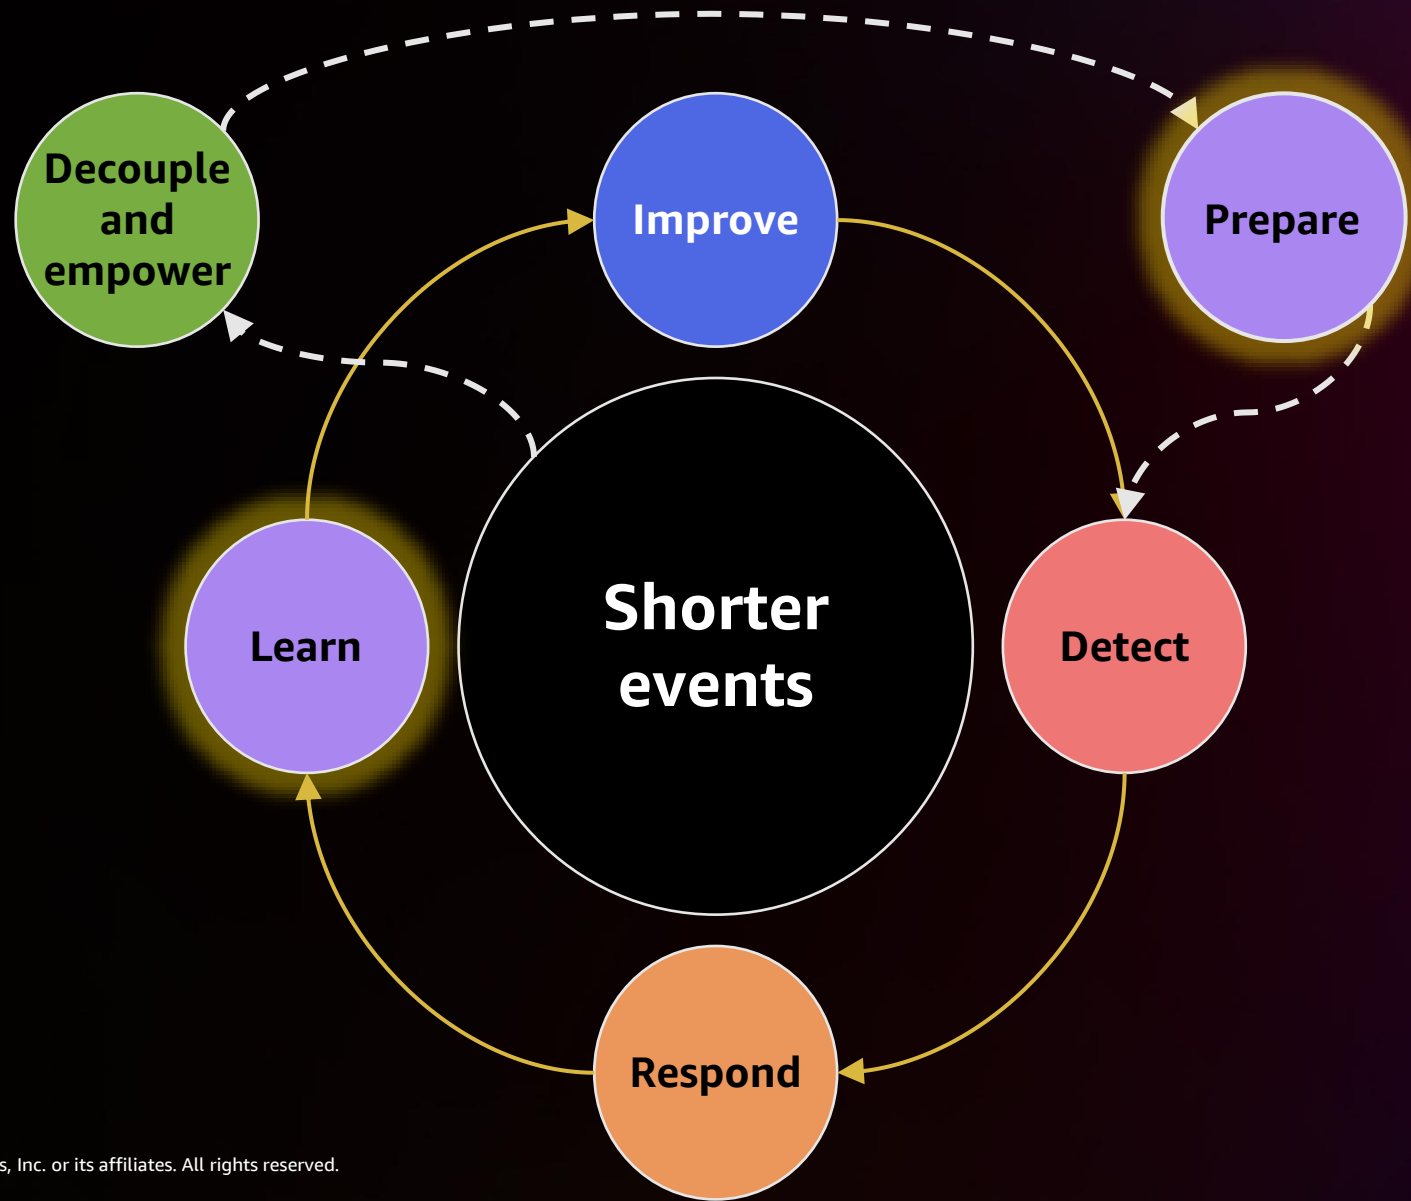 Decouple
and
empower
Improve
Prepare
Learn
Shorter
events
Detect
Respond
s, Inc. or its affiliates. All rights reserved.